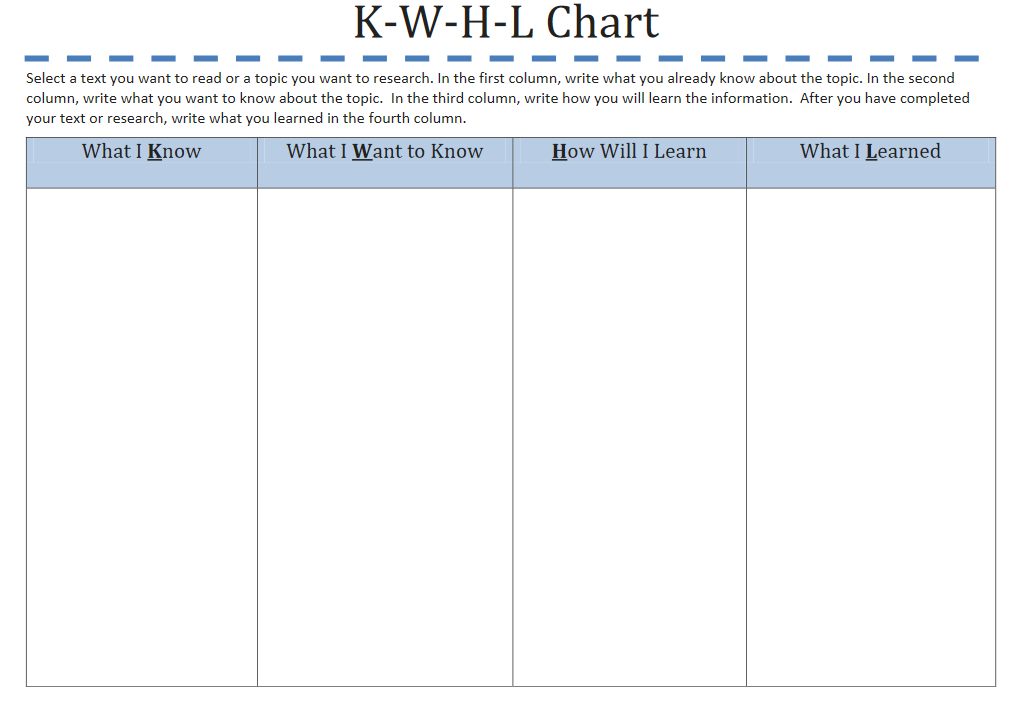 K-W-H-L Chart
Select a text you want to read or a topic you want to research. In the first column, write what you already know about the topic. In the second
column, write what you want to know about the topic.  In the third column, write how you will learn the information.  After you have completed
your text or research, write what you learned in the fourth column.
What I Know
What I Want to Know
How Will I Learn
What I Learned